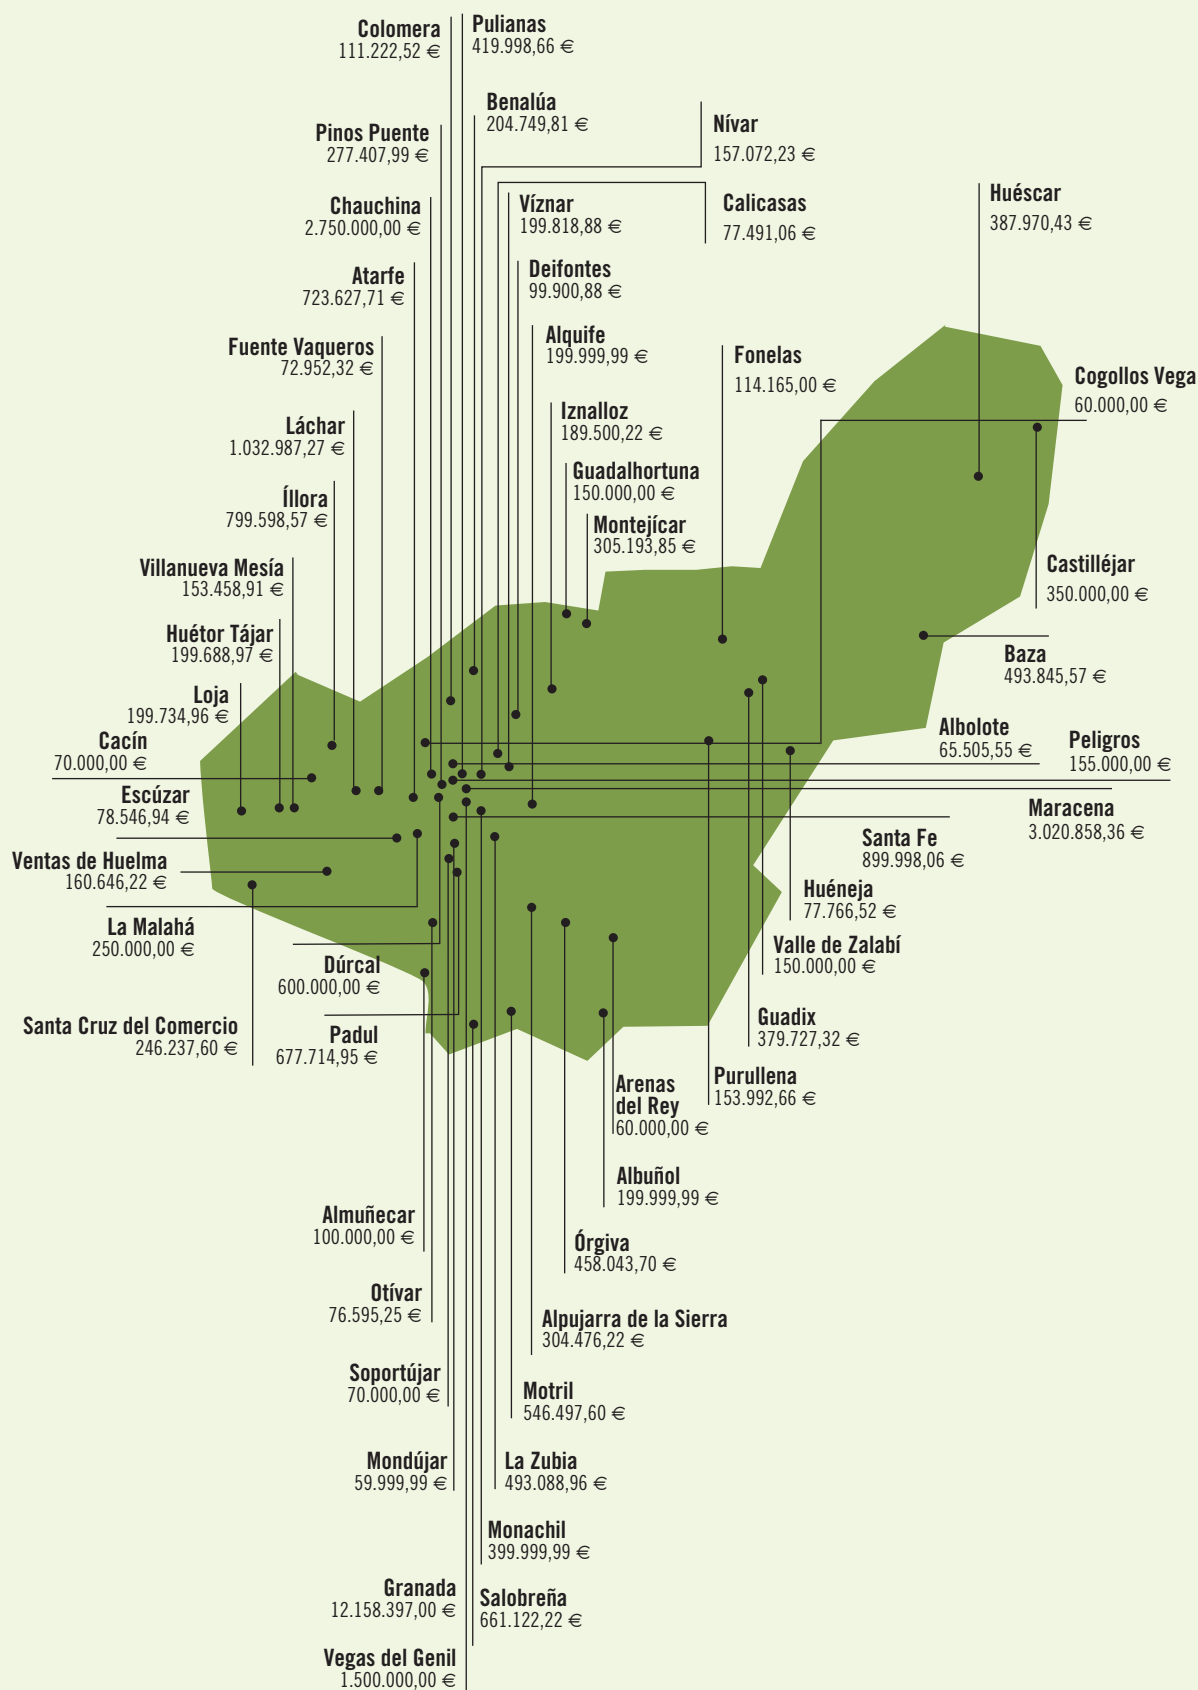 Colomera
111.222,52 €
Pulianas
419.998,66 €
Benalúa
204.749,81 €
Pinos Puente
277.407,99 €
Nívar
157.072,23 €
Chauchina
2.750.000,00 €
Víznar
199.818,88 €
Calicasas
77.491,06 €
Huéscar
387.970,43 €
Atarfe
723.627,71 €
Deifontes
99.900,88 €
Fuente Vaqueros
72.952,32 €
Alquife
199.999,99 €
Fonelas
114.165,00 €
Cogollos Vega
60.000,00 €
Láchar
1.032.987,27 €
Iznalloz
189.500,22 €
Guadalhortuna
150.000,00 €
Íllora
799.598,57 €
Montejícar
305.193,85 €
Villanueva Mesía
153.458,91 €
Castilléjar
350.000,00 €
Huétor Tájar
199.688,97 €
Baza
493.845,57 €
Loja
199.734,96 €
Cacín
70.000,00 €
Albolote
65.505,55 €
Peligros
155.000,00 €
Escúzar
78.546,94 €
Maracena
3.020.858,36 €
Santa Fe
899.998,06 €
Ventas de Huelma
160.646,22 €
Huéneja
77.766,52 €
La Malahá
250.000,00 €
Valle de Zalabí
150.000,00 €
Dúrcal
600.000,00 €
Santa Cruz del Comercio
246.237,60 €
Padul
677.714,95 €
Guadix
379.727,32 €
Purullena
153.992,66 €
Arenas
del Rey
60.000,00 €
Albuñol
199.999,99 €
Almuñecar
100.000,00 €
Órgiva
458.043,70 €
Otívar
76.595,25 €
Alpujarra de la Sierra
304.476,22 €
Soportújar
70.000,00 €
Motril
546.497,60 €
Mondújar
59.999,99 €
La Zubia
493.088,96 €
Monachil
399.999,99 €
Granada
12.158.397,00 €
Salobreña
661.122,22 €
Vegas del Genil
1.500.000,00 €